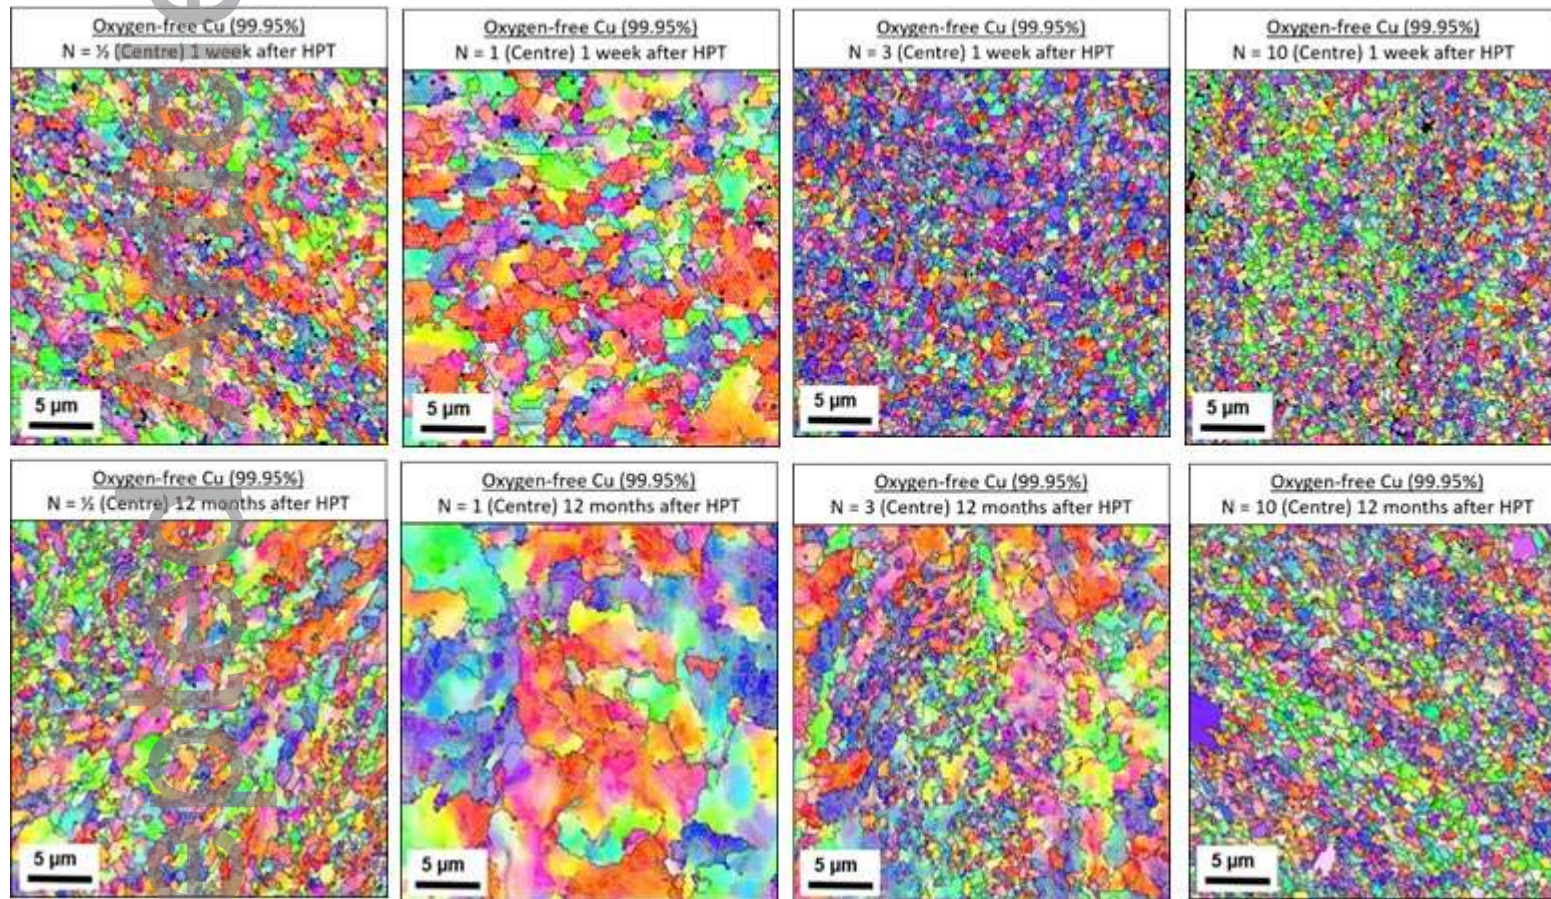 Oxygen-free Cu (99.95%)
N = ½ (Centre) 1 week after HPT
5 µm
Oxygen-free Cu (99.95%)
N = 1 (Centre) 1 week after HPT
5 µm
Oxygen-free Cu (99.95%)
N = 3 (Centre) 1 week after HPT
5 µm
Oxygen-free Cu (99.95%)
N = 10 (Centre) 1 week after HPT
5 µm
Oxygen-free Cu (99.95%)
N = ½ (Centre) 12 months after HPT
5 µm
Oxygen-free Cu (99.95%)
N = 1 (Centre) 12 months after HPT
5 µm
Oxygen-free Cu (99.95%)
N = 3 (Centre) 12 months after HPT
5 µm
Oxygen-free Cu (99.95%)
N = 10 (Centre) 12 months after HPT
5 µm